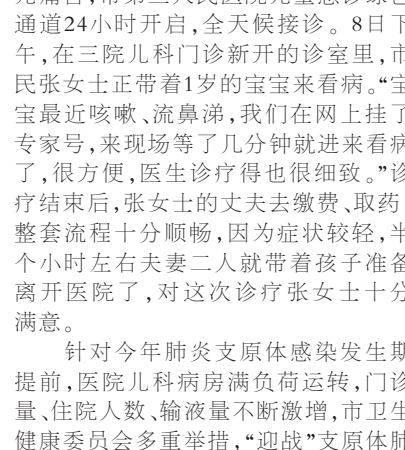 通道24小时开启,全天候接诊。8日下
午,在三院儿科门诊新开的诊室里,市
民张女士正带着1岁的宝宝来看病。“宝
宝最近咳嗽、流鼻涕,我们在网上挂了
专家号,来现场等了几分钟就进来看病
了,很方便,医生诊疗得也很细致。”诊
疗结束后,张女士的丈夫去缴费、取药,
整套流程十分顺畅,因为症状较轻,半
个小时左右夫妻二人就带着孩子准备
离开医院了,对这次诊疗张女士十分
满意。
针对今年肺炎支原体感染发生期
提前,医院儿科病房满负荷运转,门诊
量、住院人数、输液量不断激增,市卫生
健康委员会多重举措,“迎战”支原体肺